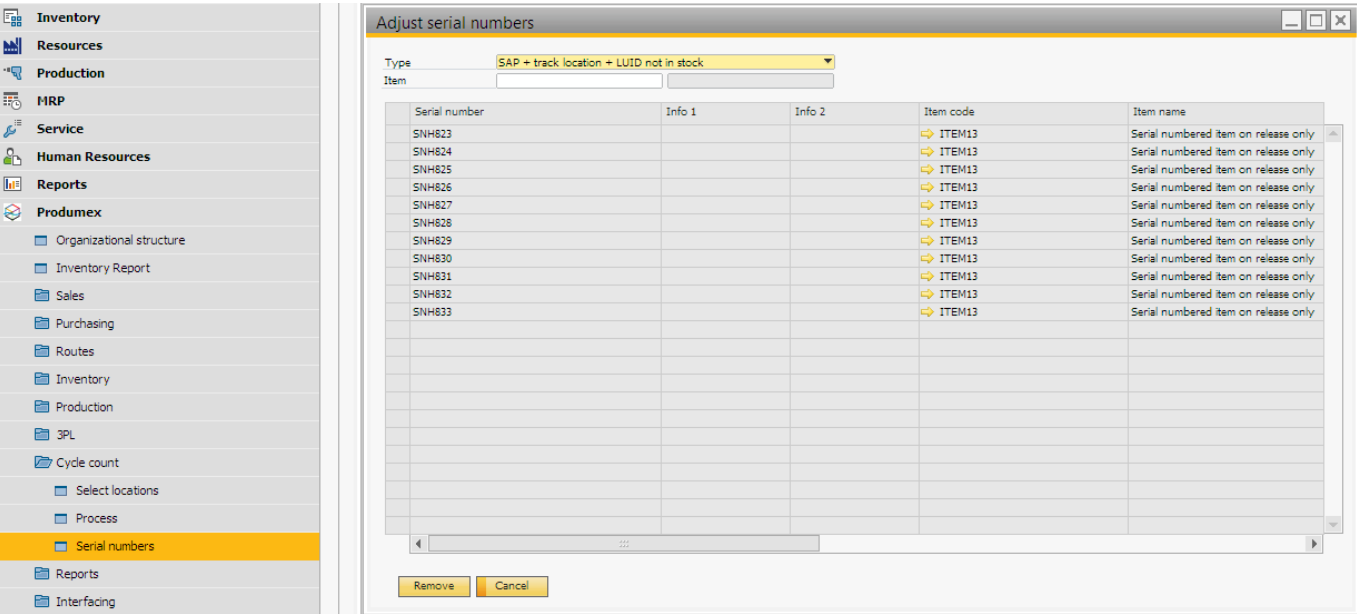 Inventory
Resources
Production
MRP
Service
Human Resources
Reports
Produmex
Organizational structure
Inventory Report
Sales
Purchasing
Routes
Inventory
Production
3PL
Cycle count
Select locations
Process
Serial numbers
Reports
Interfacing
Adjust serial numbers
Type SAP + track location + LUID not in stock
Item
Serial number Info 1 Info 2 Item code Item name
SNH823 ITEM13 Serial numbered item on release only
SNH824 ITEM13 Serial numbered item on release only
SNH825 ITEM13 Serial numbered item on release only
SNH826 ITEM13 Serial numbered item on release only
SNH827 ITEM13 Serial numbered item on release only
SNH828 ITEM13 Serial numbered item on release only
SNH829 ITEM13 Serial numbered item on release only
SNH830 ITEM13 Serial numbered item on release only
SNH831 ITEM13 Serial numbered item on release only
SNH832 ITEM13 Serial numbered item on release only
SNH833 ITEM13 Serial numbered item on release only
Remove Cancel